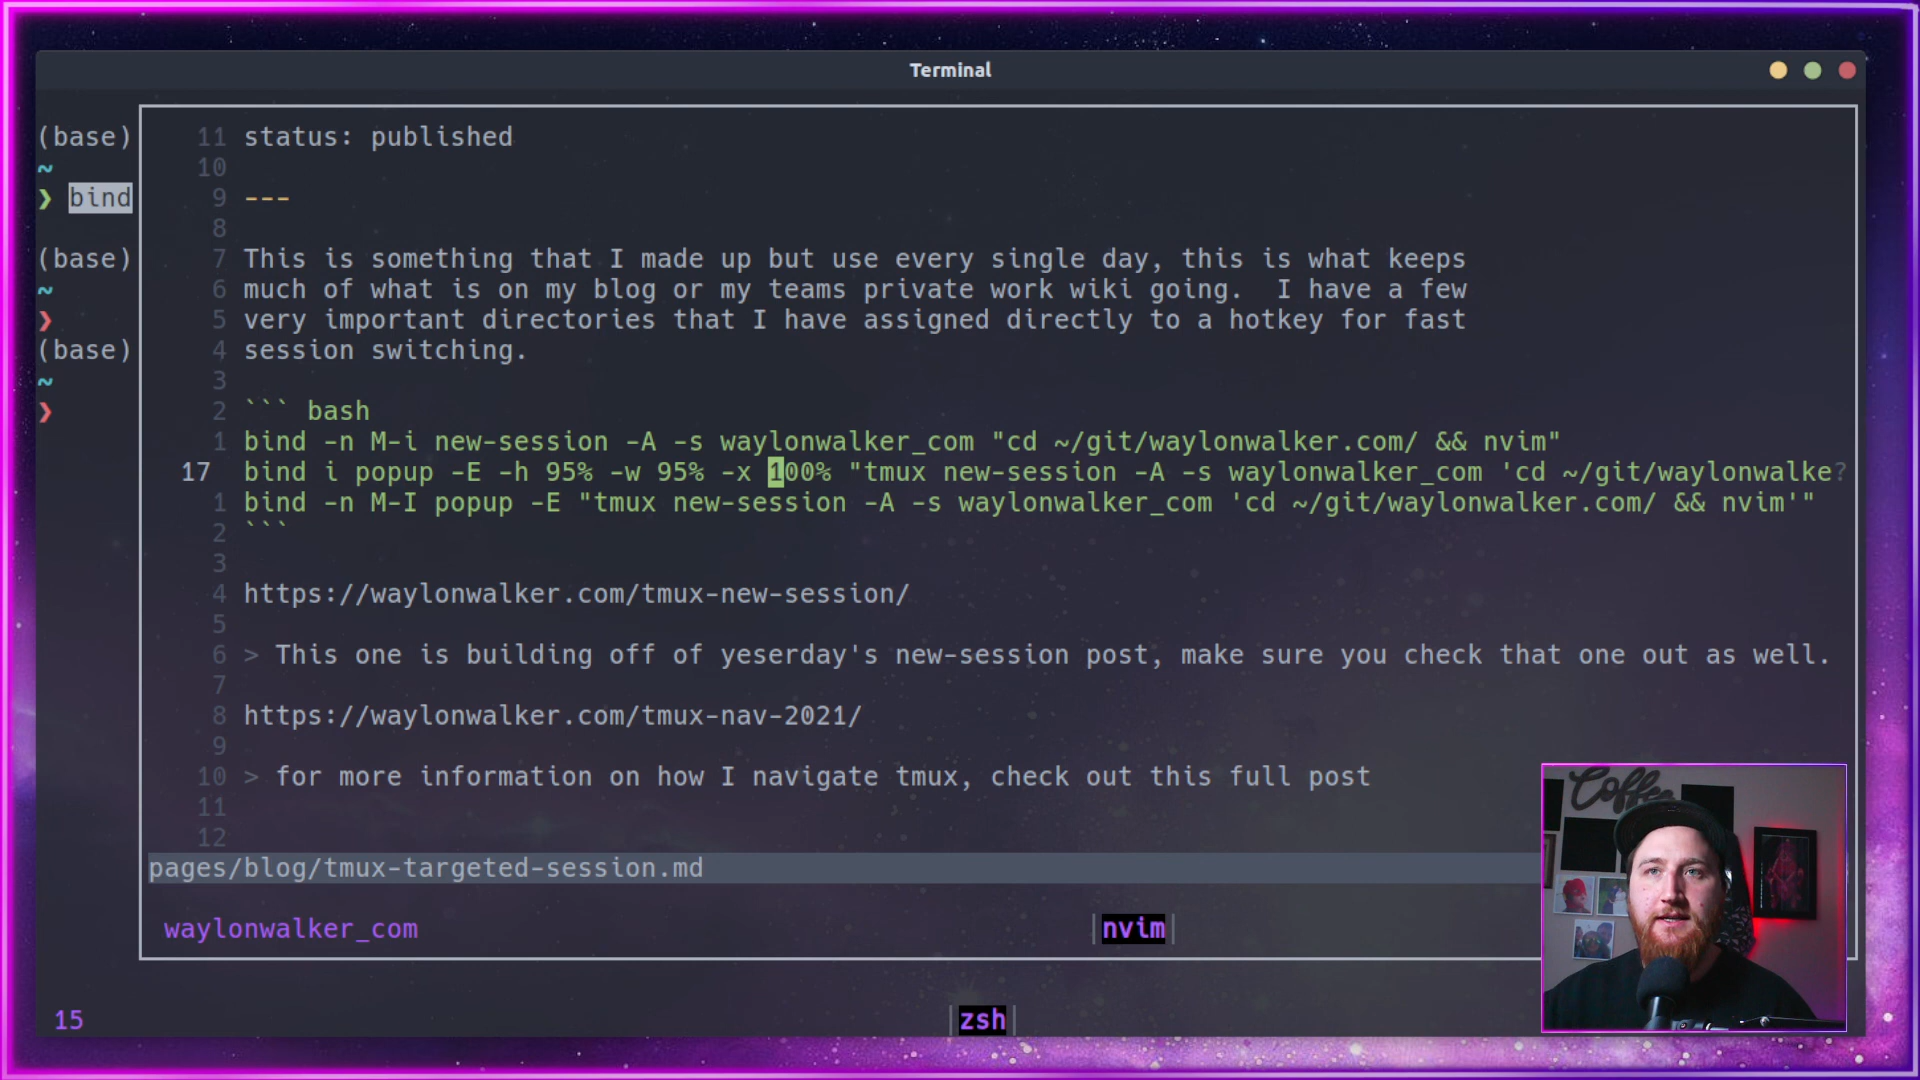 Terminal
(base)
~
❯ bind
(base)
~
❯
(base)
~
❯
11 status: published
10
9 ---
8
7 This is something that I made up but use every single day, this is what keeps
6 much of what is on my blog or my teams private work wiki going.  I have a few
5 very important directories that I have assigned directly to a hotkey for fast
4 session switching.
3
2 ``` bash
1 bind -n M-i new-session -A -s waylonwalker_com "cd ~/git/waylonwalker.com/ && nvim"
17 bind i popup -E -h 95% -w 95% -x 100% "tmux new-session -A -s waylonwalker_com 'cd ~/git/waylonwalke?
1 bind -n M-I popup -E "tmux new-session -A -s waylonwalker_com 'cd ~/git/waylonwalker.com/ && nvim'"
2 ```
3
4 https://waylonwalker.com/tmux-new-session/
5
6 > This one is building off of yeserday's new-session post, make sure you check that one out as well.
7
8 https://waylonwalker.com/tmux-nav-2021/
9
10 > for more information on how I navigate tmux, check out this full post
11
12
pages/blog/tmux-targeted-session.md
waylonwalker_com |nvim|
15 |zsh|
Coffee